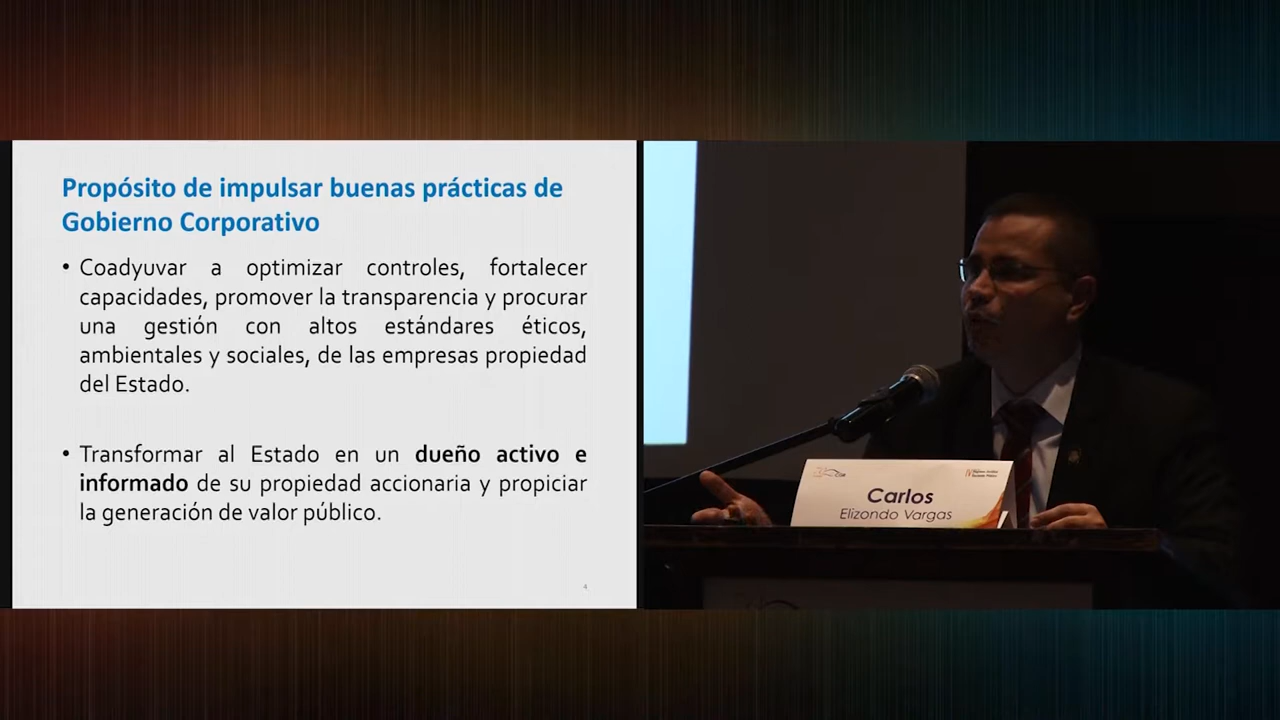 Propósito de impulsar buenas prácticas de
Gobierno Corporativo
• Coadyuvar a optimizar controles, fortalecer
capacidades, promover la transparencia y procurar
una gestión con altos estándares éticos,
ambientales y sociales, de las empresas propiedad
del Estado.
• Transformar al Estado en un dueño activo e
informado de su propiedad accionaria y propiciar
la generación de valor público.
4
Carlos
Elizondo Vargas